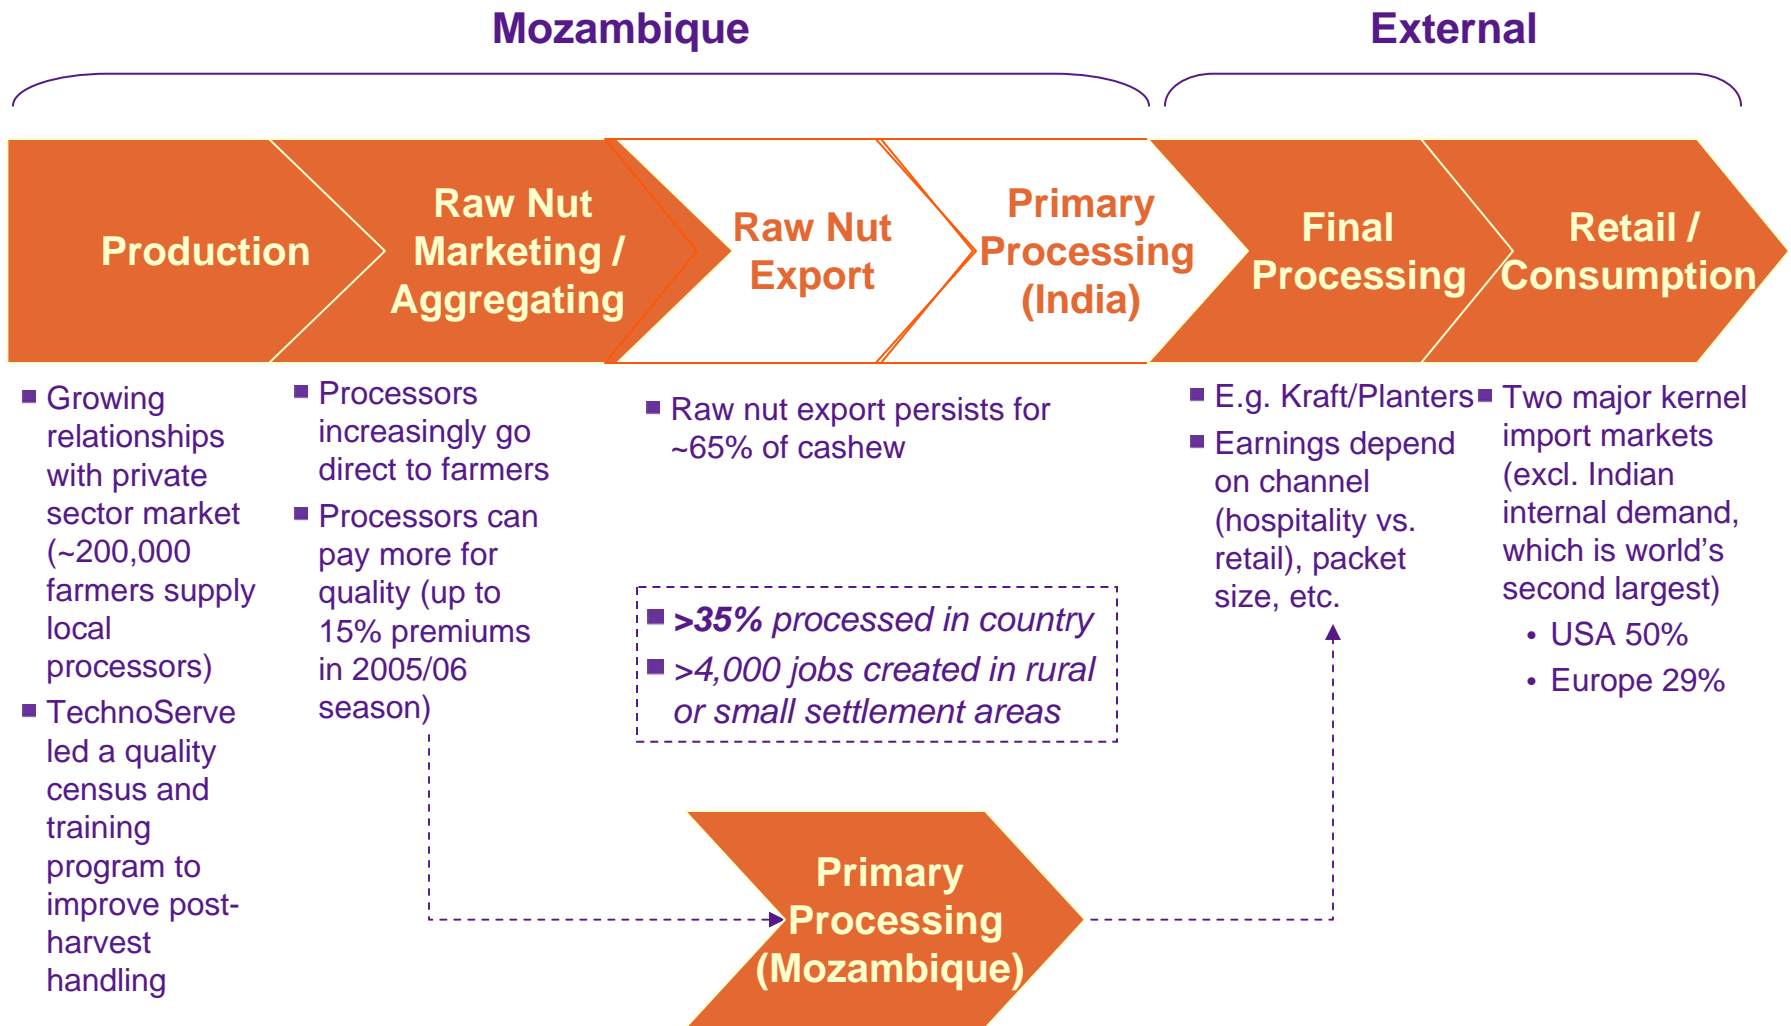 Mozambique
External
Production
Raw Nut
Marketing /
Aggregating
Raw Nut
Export
Primary
Processing
(India)
Final
Processing
Retail /
Consumption
Growing
relationships
with private
sector market
(~200,000
farmers supply
local
processors)
TechnoServe
led a quality
census and
training
program to
improve post-
harvest
handling
Processors
increasingly go
direct to farmers
Processors can
pay more for
quality (up to
15% premiums
in 2005/06
season)
Raw nut export persists for
~65% of cashew
>35% processed in country
>4,000 jobs created in rural
or small settlement areas
Primary
Processing
(Mozambique)
E.g. Kraft/Planters
Earnings depend
on channel
(hospitality vs.
retail), packet
size, etc.
Two major kernel
import markets
(excl. Indian
internal demand,
which is world’s
second largest)
• USA 50%
• Europe 29%